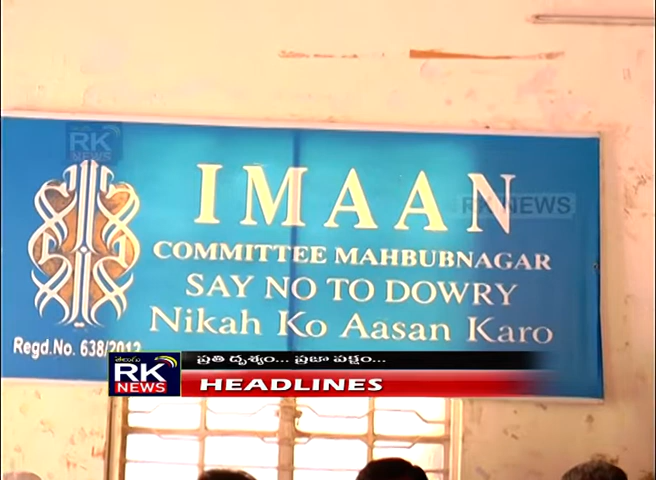 RK
NEWS
IMAAN
RK NEWS
COMMITTEE MAHBUBNAGAR
SAY NO TO DOWRY
Nikah Ko Aasan Karo
Regd.No. 638/2012
తెలుగు
RK
NEWS
ప్రతి దృశ్యం... ప్రజా పక్షం...
HEADLINES